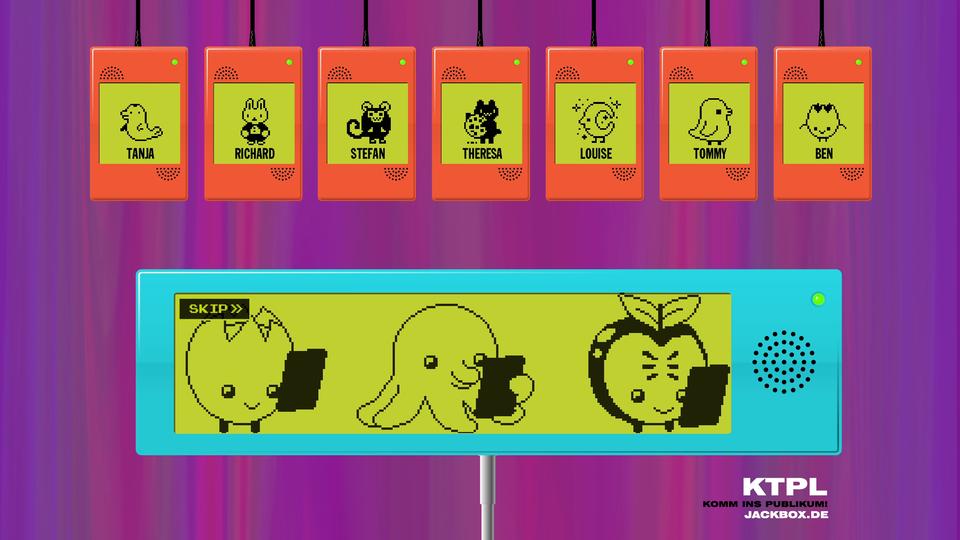 TANJA
RICHARD
STEFAN
THERESA
LOUISE
TOMMY
BEN
SKIP»
KTPL
KOMM INS PUBLIKUM!
JACKBOX.DE